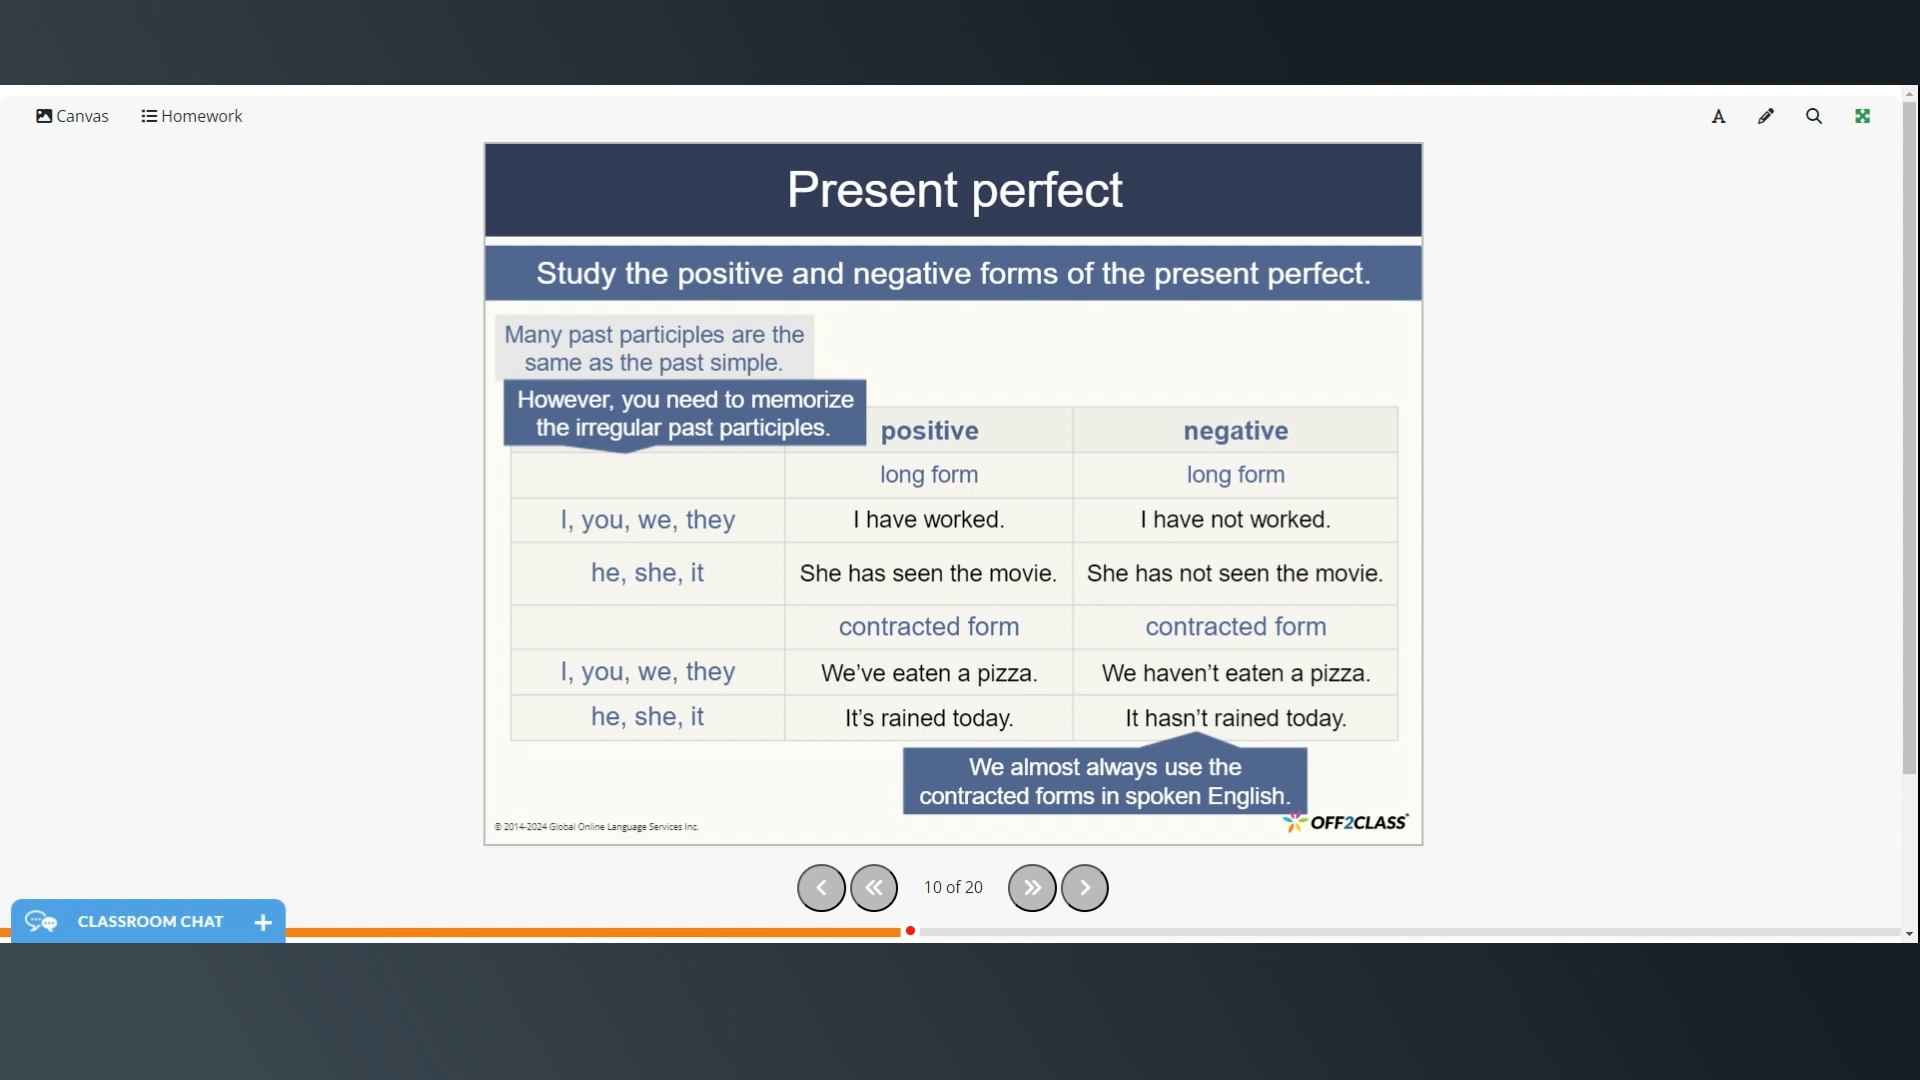 Canvas
Homework
A
Present perfect
Study the positive and negative forms of the present perfect.
Many past participles are the
same as the past simple.
However, you need to memorize
the irregular past participles.
positive negative
long form long form
I, you, we, they I have worked. I have not worked.
he, she, it She has seen the movie. She has not seen the movie.
contracted form contracted form
I, you, we, they We’ve eaten a pizza. We haven’t eaten a pizza.
he, she, it It’s rained today. It hasn’t rained today.
We almost always use the
contracted forms in spoken English.
© 2014-2024 Global Online Language Services Inc.
OFF2CLASS
10 of 20
CLASSROOM CHAT